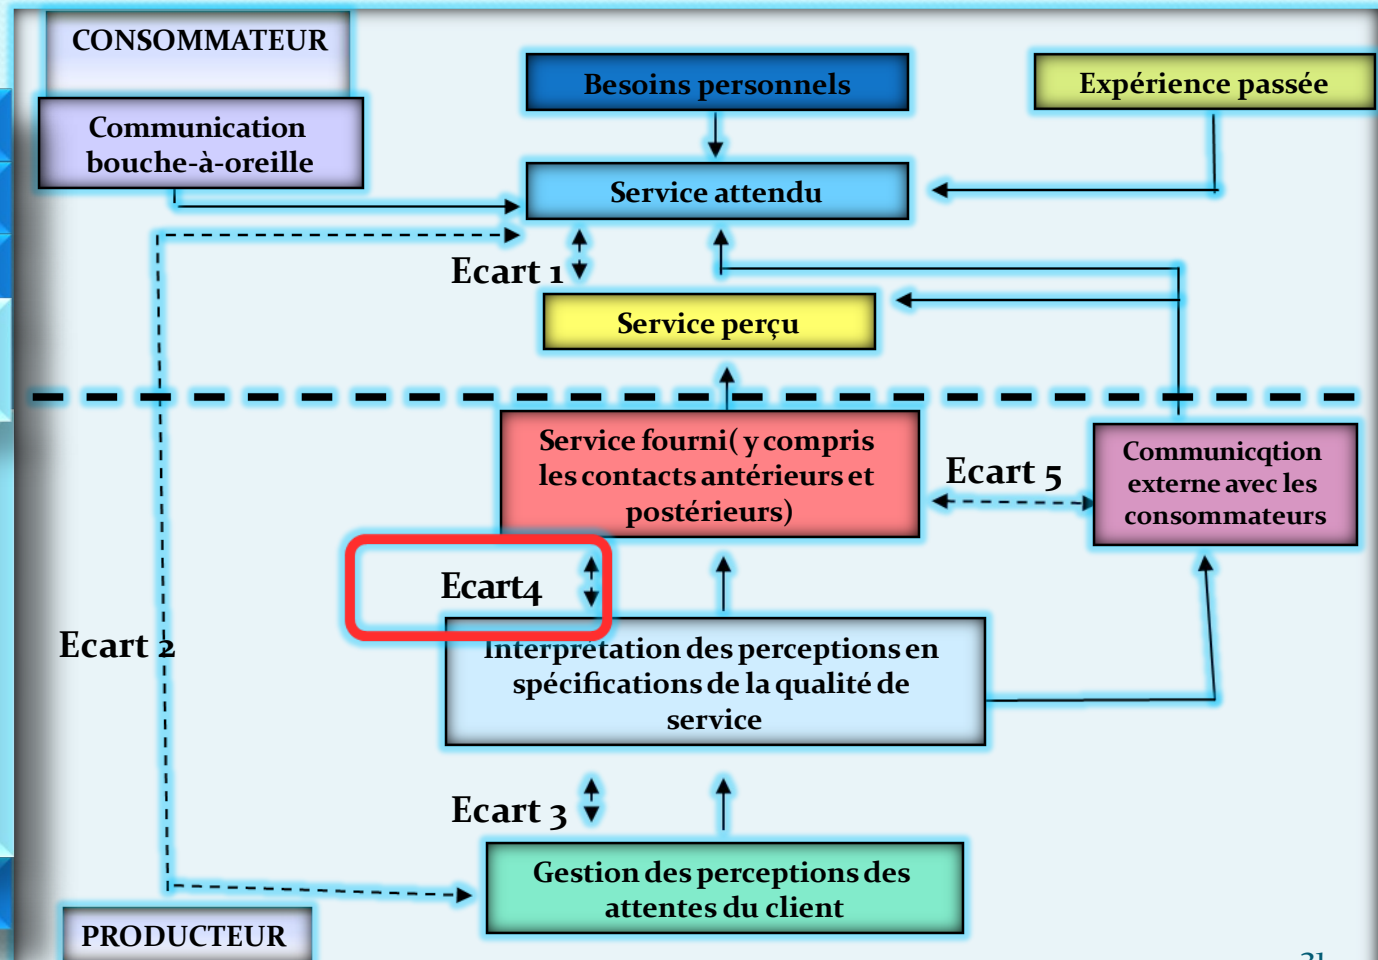 CONSOMMATEUR
Besoins personnels
Expérience passée
Communication
bouche-à-oreille
Service attendu
Ecart 1
Service perçu
Service fourni( y compris
les contacts antérieurs et
postérieurs)
Ecart 5
Communicqtion
externe avec les
consommateurs
Ecart4
Ecart 2
Interprétation des perceptions en
spécifications de la qualité de
service
Ecart 3
Gestion des perceptions des
attentes du client
PRODUCTEUR